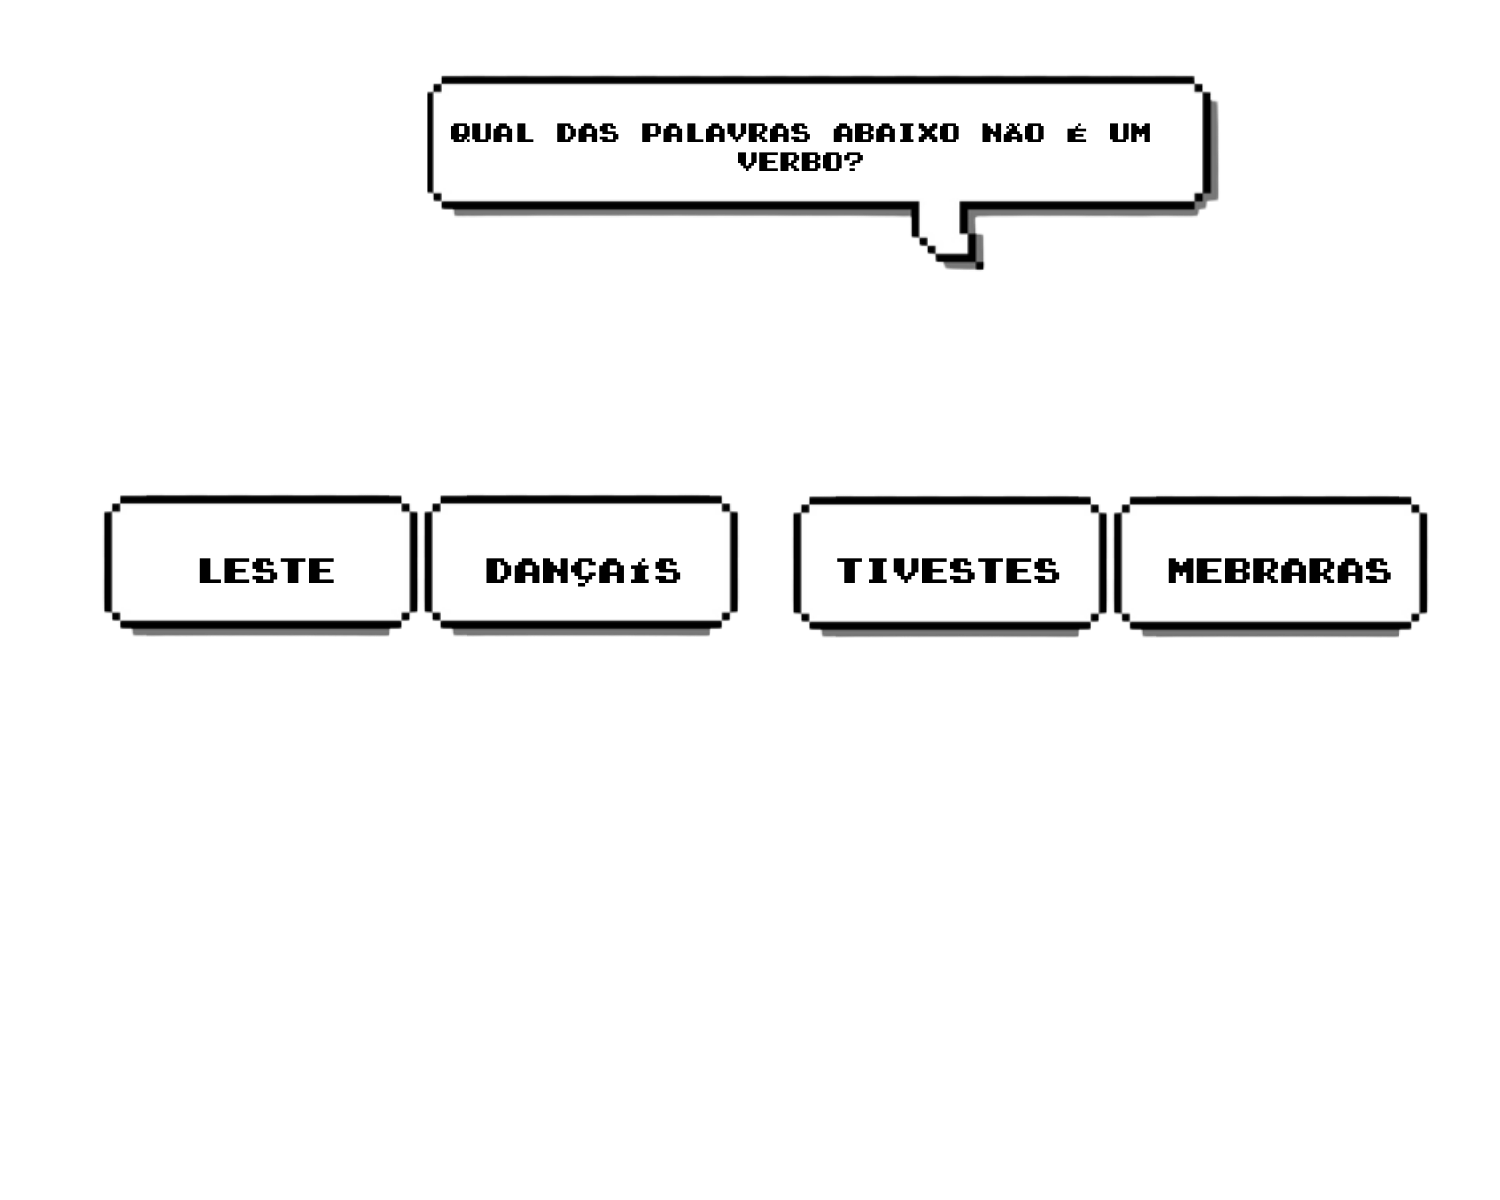 QUAL DAS PALAVRAS ABAIXO NÃO É UM
VERBO?
LESTE
DANÇAíS
TIVESTES
MEBRARAS